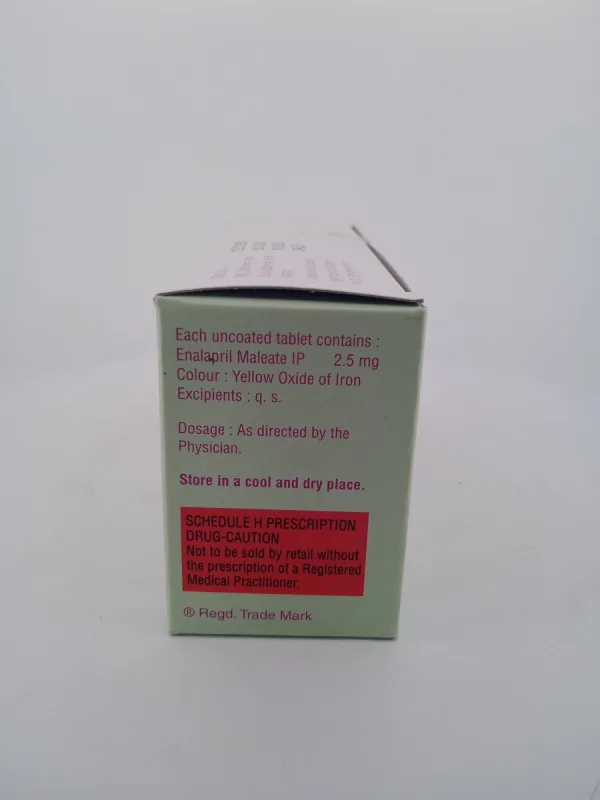 Each uncoated tablet contains :
Enalapril Maleate IP 2.5 mg
Colour : Yellow Oxide of Iron
Excipients : q. s.
Dosage : As directed by the
Physician.
Store in a cool and dry place.
SCHEDULE H PRESCRIPTION
DRUG-CAUTION
Not to be sold by retail without
the prescription of a Registered
Medical Practitioner.
® Regd. Trade Mark